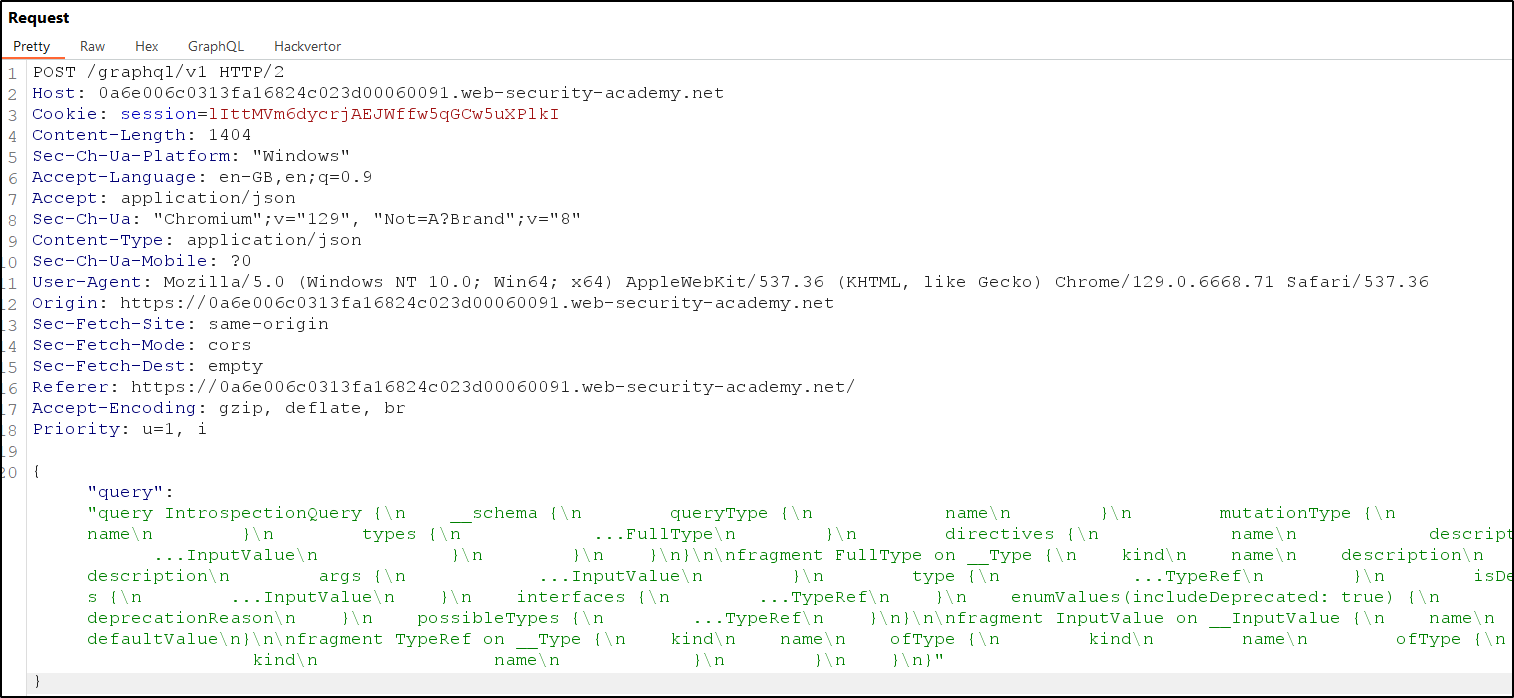 Request
Pretty Raw Hex GraphQL Hackvertor
1 POST /graphql/v1 HTTP/2
2 Host: 0a6e006c0313fa16824c023d00060091.web-security-academy.net
3 Cookie: session=lIttMVm6dycrjAEJWffw5qGCw5uXPlkI
4 Content-Length: 1404
5 Sec-Ch-Ua-Platform: "Windows"
6 Accept-Language: en-GB,en;q=0.9
7 Accept: application/json
8 Sec-Ch-Ua: "Chromium";v="129", "Not=A?Brand";v="8"
9 Content-Type: application/json
10 Sec-Ch-Ua-Mobile: ?0
11 User-Agent: Mozilla/5.0 (Windows NT 10.0; Win64; x64) AppleWebKit/537.36 (KHTML, like Gecko) Chrome/129.0.6668.71 Safari/537.36
12 Origin: https://0a6e006c0313fa16824c023d00060091.web-security-academy.net
13 Sec-Fetch-Site: same-origin
14 Sec-Fetch-Mode: cors
15 Sec-Fetch-Dest: empty
16 Referer: https://0a6e006c0313fa16824c023d00060091.web-security-academy.net/
17 Accept-Encoding: gzip, deflate, br
18 Priority: u=1, i
19
20 {
"query":
"query IntrospectionQuery {\n __schema {\n queryType {\n name\n }\n mutationType {\n
name\n }\n types {\n ...FullType\n }\n directives {\n name\n descript
...InputValue\n }\n }\n }\n}\n\nfragment FullType on __Type {\n kind\n name\n description\n
description\n args {\n ...InputValue\n }\n type {\n ...TypeRef\n }\n isDe
s {\n ...InputValue\n }\n interfaces {\n ...TypeRef\n }\n enumValues(includeDeprecated: true) {\n
deprecationReason\n }\n possibleTypes {\n ...TypeRef\n }\n}\n\nfragment InputValue on __InputValue {\n name\n
defaultValue\n}\n\nfragment TypeRef on __Type {\n kind\n name\n ofType {\n kind\n name\n ofType {\n
kind\n name\n }\n }\n }\n}"
}